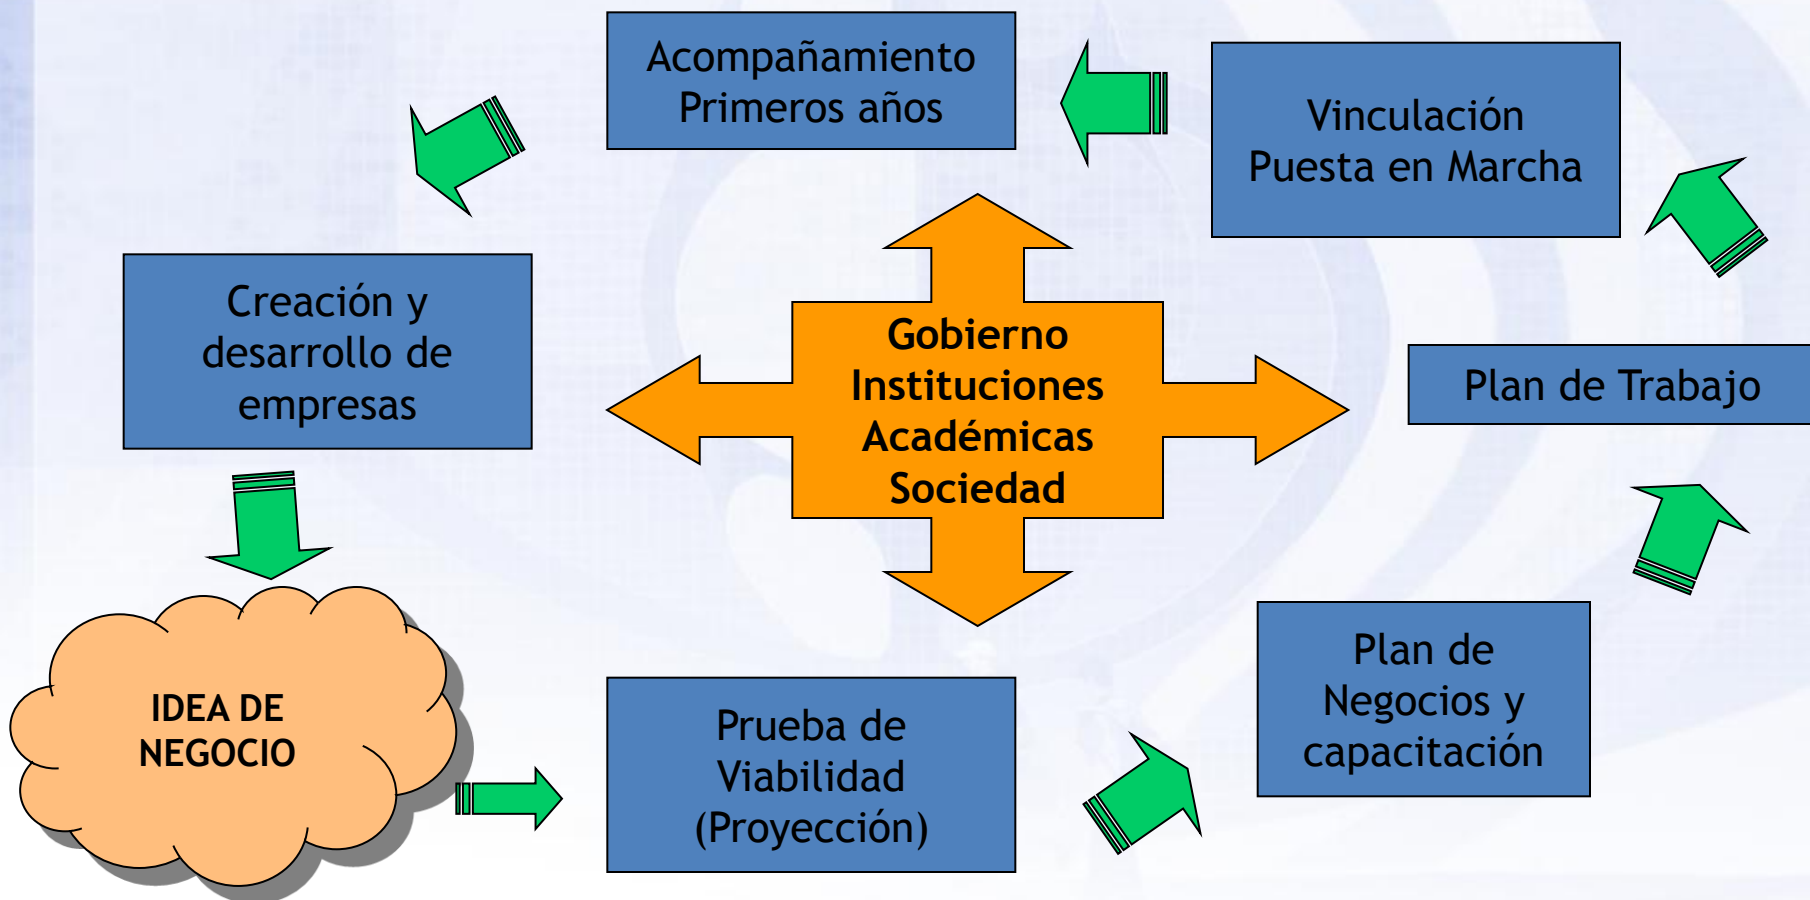 Acompañamiento
Primeros años
Vinculación
Puesta en Marcha
Creación y
desarrollo de
empresas
Gobierno
Instituciones
Académicas
Sociedad
Plan de Trabajo
IDEA DE
NEGOCIO
Prueba de
Viabilidad
(Proyección)
Plan de
Negocios y
capacitación